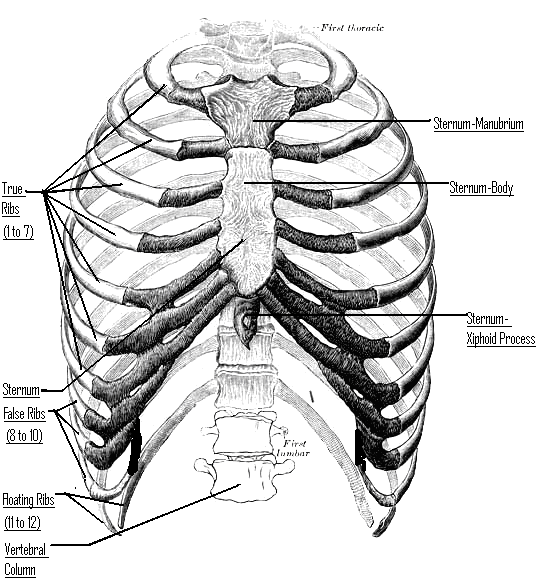 First thoracic
Sternum-Manubrium
True
Ribs
(1 to 7)
Sternum-Body
Sternum-
Xiphoid Process
Sternum
False Ribs
(8 to 10)
First
lumbar
Floating Ribs
(11 to 12)
Vertebral
Column